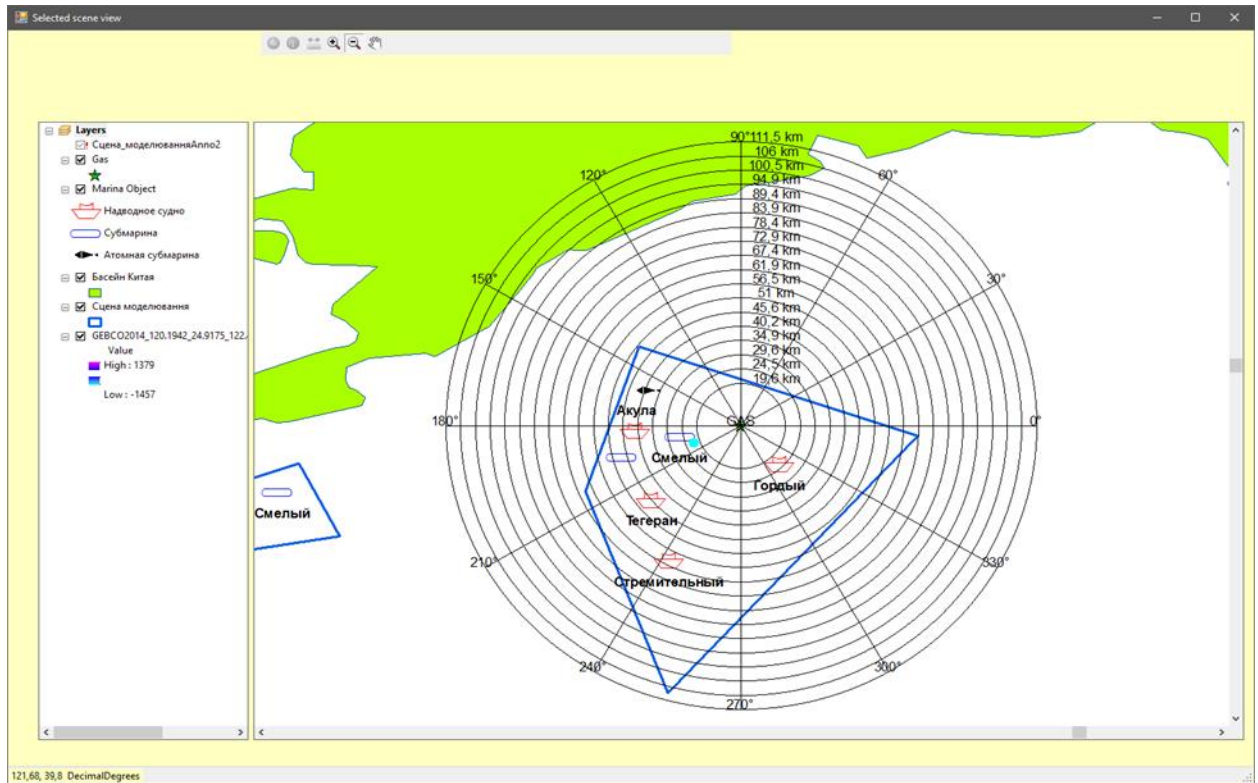 Selected scene view
Layers
Сцена_моделюванняAnno2
Gas
Marina Object
Надводное судно
Субмарина
Атомная субмарина
Басейн Китая
Сцена моделювання
GEBCO2014_120.1942_24.9175_122.
Value
High : 1379
Low : -1457
90°111,5 km
106 km
100,5 km
94,9 km
89,4 km
83,9 km
78,4 km
72,9 km
67,4 km
61,9 km
56,5 km
51 km
45,6 km
40,2 km
34,9 km
29,6 km
24,5 km
19,6 km
120°
60°
150°
30°
180°
GAS
0°
Акула
Смелый
Гордый
Смелый
Тегеран
Стремительный
210°
330°
240°
300°
270°
121,68, 39,8 DecimalDegrees